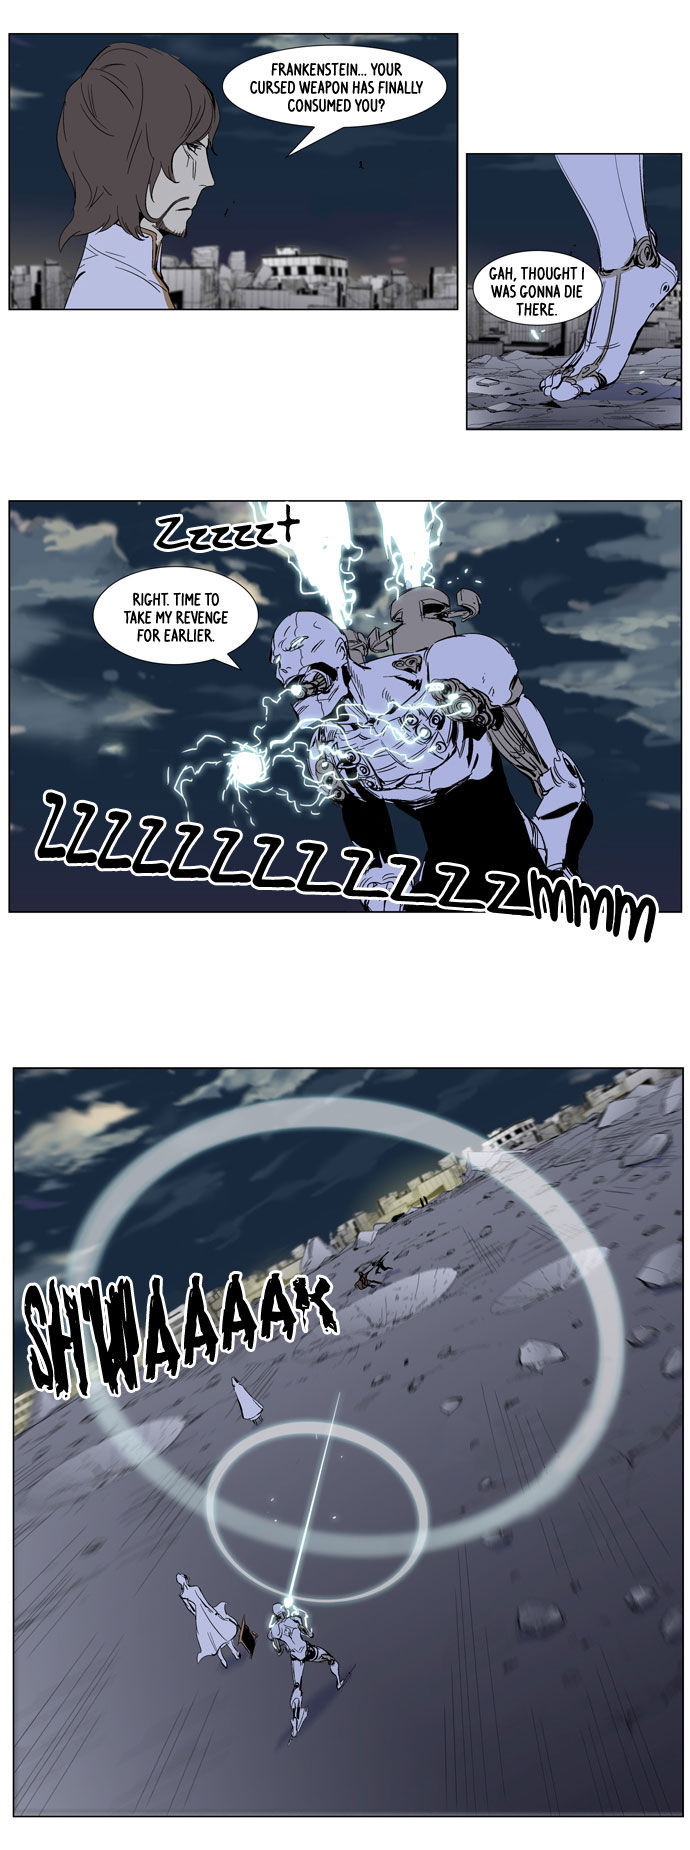 FRANKENSTEIN... YOUR
CURSED WEAPON HAS FINALLY
CONSUMED YOU?
GAH, THOUGHT I
WAS GONNA DIE
THERE.
Zzzzzt
RIGHT. TIME TO
TAKE MY REVENGE
FOR EARLIER.
ZZZZZZZZZZZZmmm
SHWAAAAK